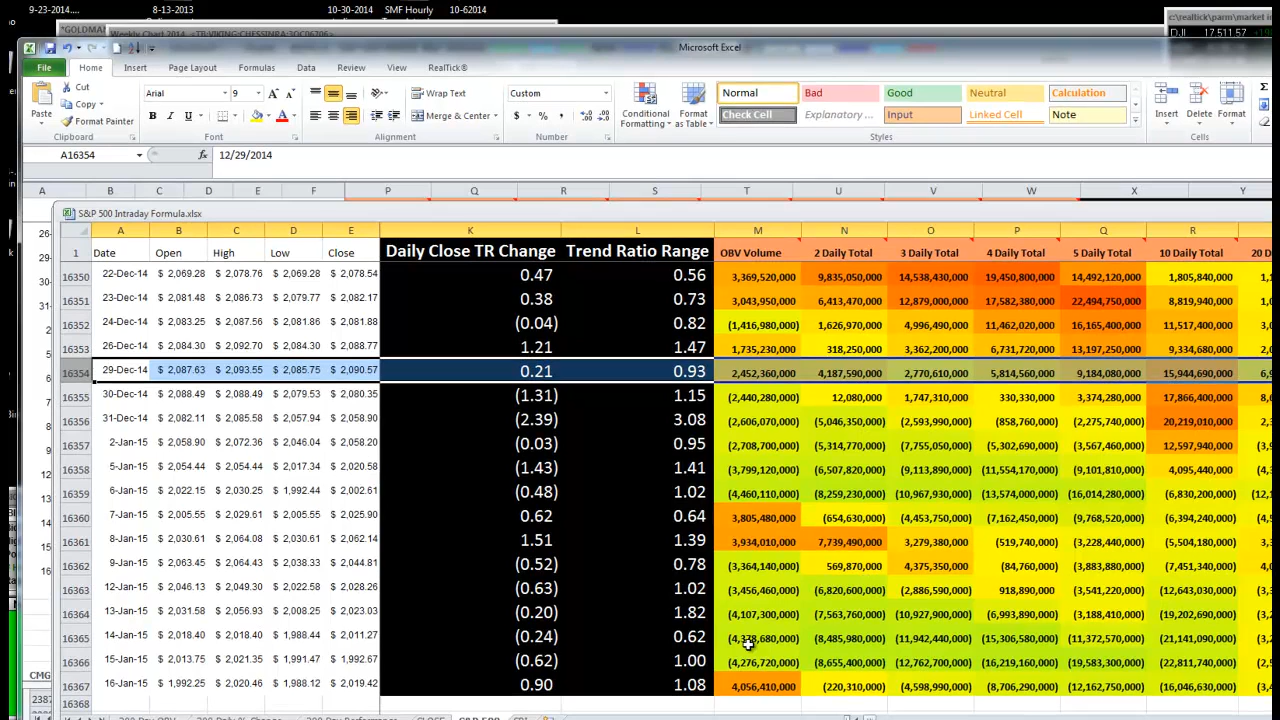 9-23-2014.... 8-13-2013 10-30-2014 SMF Hourly 10-62014
c:\realtick\parm\market in
"GOLDMAN Weekly Chart 2014 <TB:VIKING:CHESSINRA:3QC06706>
DJI 17,511.57
Microsoft Excel
File Home Insert Page Layout Formulas Data Review View RealTick®
Cut Arial 9 Wrap Text Custom Normal Bad Good Neutral Calculation
Copy
Paste Format Painter B I U Merge & Center $ % , Conditional Formatting Format as Table Check Cell Explanatory ... Input Linked Cell Note Insert Delete Format
Clipboard Font Alignment Number Styles Cells
A16354 fx 12/29/2014
A B C D E F P Q R S T U V W X Y
S&P 500 Intraday Formula.xlsx
A B C D E K L M N O P Q R
1 Date Open High Low Close Daily Close TR Change Trend Ratio Range OBV Volume 2 Daily Total 3 Daily Total 4 Daily Total 5 Daily Total 10 Daily Total 20 D
16350 22-Dec-14 $ 2,069.28 $ 2,078.76 $ 2,069.28 $ 2,078.54 0.47 0.56 3,369,520,000 9,835,050,000 14,538,430,000 19,450,800,000 14,492,120,000 1,805,840,000
16351 23-Dec-14 $ 2,081.48 $ 2,086.73 $ 2,079.77 $ 2,082.17 0.38 0.73 3,043,950,000 6,413,470,000 12,879,000,000 17,582,380,000 22,494,750,000 8,819,940,000
16352 24-Dec-14 $ 2,083.25 $ 2,087.56 $ 2,081.86 $ 2,081.88 (0.04) 0.82 (1,416,980,000) 1,626,970,000 4,996,490,000 11,462,020,000 16,165,400,000 11,517,400,000
16353 26-Dec-14 $ 2,084.30 $ 2,092.70 $ 2,084.30 $ 2,088.77 1.21 1.47 1,735,230,000 318,250,000 3,362,200,000 6,731,720,000 13,197,250,000 9,334,680,000
16354 29-Dec-14 $ 2,087.63 $ 2,093.55 $ 2,085.75 $ 2,090.57 0.21 0.93 2,452,360,000 4,187,590,000 2,770,610,000 5,814,560,000 9,184,080,000 15,944,690,000
16355 30-Dec-14 $ 2,088.49 $ 2,088.49 $ 2,079.53 $ 2,080.35 (1.31) 1.15 (2,440,280,000) 12,080,000 1,747,310,000 330,330,000 3,374,280,000 17,866,400,000
16356 31-Dec-14 $ 2,082.11 $ 2,085.58 $ 2,057.94 $ 2,058.90 (2.39) 3.08 (2,606,070,000) (5,046,350,000) (2,593,990,000) (858,760,000) (2,275,740,000) 20,219,010,000
16357 2-Jan-15 $ 2,058.90 $ 2,072.36 $ 2,046.04 $ 2,058.20 (0.03) 0.95 (2,708,700,000) (5,314,770,000) (7,755,050,000) (5,302,690,000) (3,567,460,000) 12,597,940,000
16358 5-Jan-15 $ 2,054.44 $ 2,054.44 $ 2,017.34 $ 2,020.58 (1.43) 1.41 (3,799,120,000) (6,507,820,000) (9,113,890,000) (11,554,170,000) (9,101,810,000) 4,095,440,000
16359 6-Jan-15 $ 2,022.15 $ 2,030.25 $ 1,992.44 $ 2,002.61 (0.48) 1.02 (4,460,110,000) (8,259,230,000) (10,967,930,000) (13,574,000,000) (16,014,280,000) (6,830,200,000)
16360 7-Jan-15 $ 2,005.55 $ 2,029.61 $ 2,005.55 $ 2,025.90 0.62 0.64 3,805,480,000 (654,630,000) (4,453,750,000) (7,162,450,000) (9,768,520,000) (6,394,240,000)
16361 8-Jan-15 $ 2,030.61 $ 2,064.08 $ 2,030.61 $ 2,062.14 1.51 1.39 3,934,010,000 7,739,490,000 3,279,380,000 (519,740,000) (3,228,440,000) (5,504,180,000)
16362 9-Jan-15 $ 2,063.45 $ 2,064.43 $ 2,038.33 $ 2,044.81 (0.52) 0.78 (3,364,140,000) 569,870,000 4,375,350,000 (84,760,000) (3,883,880,000) (7,451,340,000)
16363 12-Jan-15 $ 2,046.13 $ 2,049.30 $ 2,022.58 $ 2,028.26 (0.63) 1.02 (3,456,460,000) (6,820,600,000) (2,886,590,000) 918,890,000 (3,541,220,000) (12,643,030,000)
16364 13-Jan-15 $ 2,031.58 $ 2,056.93 $ 2,008.25 $ 2,023.03 (0.20) 1.82 (4,107,300,000) (7,563,760,000) (10,927,900,000) (6,993,890,000) (3,188,410,000) (19,202,690,000)
16365 14-Jan-15 $ 2,018.40 $ 2,018.40 $ 1,988.44 $ 2,011.27 (0.24) 0.62 (4,378,680,000) (8,485,980,000) (11,942,440,000) (15,306,580,000) (11,372,570,000) (21,141,090,000)
16366 15-Jan-15 $ 2,013.75 $ 2,021.35 $ 1,991.47 $ 1,992.67 (0.62) 1.00 (4,276,720,000) (8,655,400,000) (12,762,700,000) (16,219,160,000) (19,583,300,000) (22,811,740,000)
16367 16-Jan-15 $ 1,992.25 $ 2,020.46 $ 1,988.12 $ 2,019.42 0.90 1.08 4,056,410,000 (220,310,000) (4,598,990,000) (8,706,290,000) (12,162,750,000) (16,046,630,000)
CMG
2387 16368